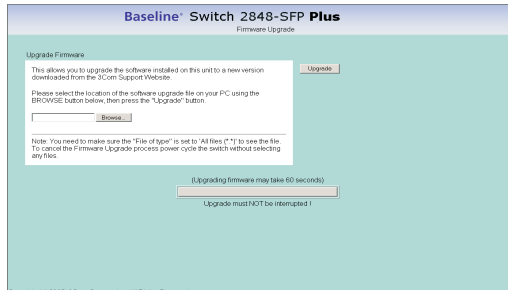 Baseline® Switch 2848-SFP Plus
Firmware Upgrade
Upgrade Firmware
This allows you to upgrade the software installed on this unit to a new version
downloaded from the 3Com Support Website.
Upgrade
Please select the location of the software upgrade file on your PC using the
BROWSE button below, then press the "Upgrade" button.
Browse...
Note: You need to make sure the "File of type" is set to 'All files (*.*)' to see the file.
To cancel the Firmware Upgrade process power cycle the switch without selecting
any files.
(Upgrading firmware may take 60 seconds)
Upgrade must NOT be interrupted !